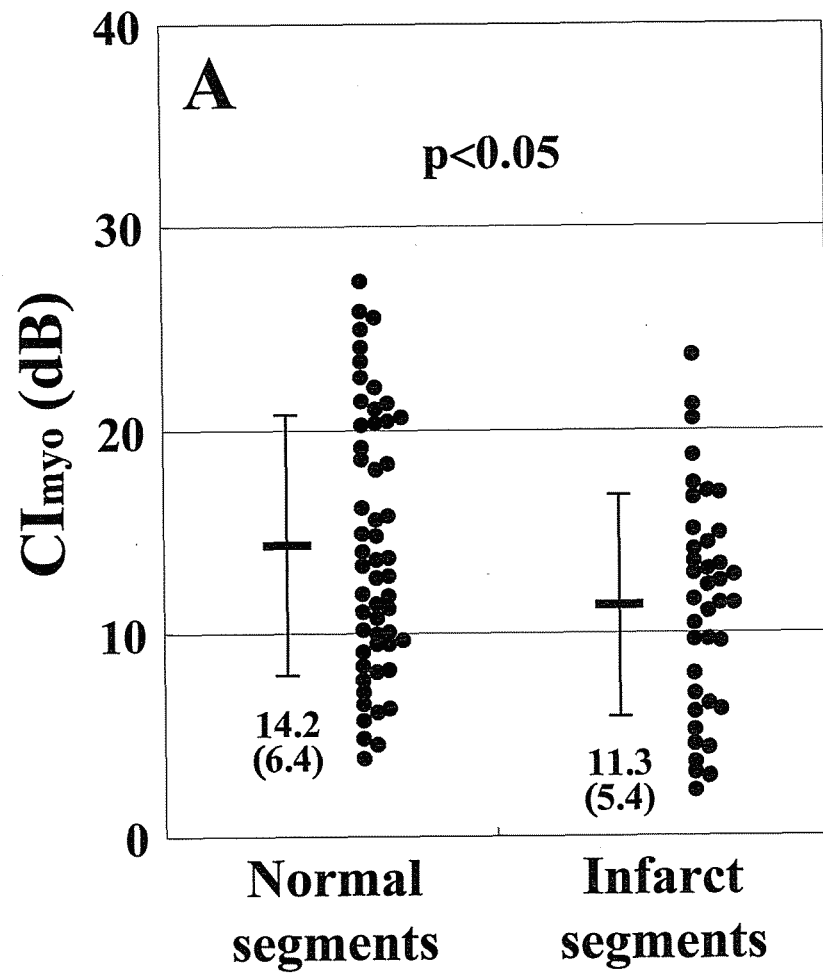 40
A
p<0.05
30
CImyo (dB)
20
10
14.2
(6.4)
11.3
(5.4)
0
Normal
segments
Infarct
segments